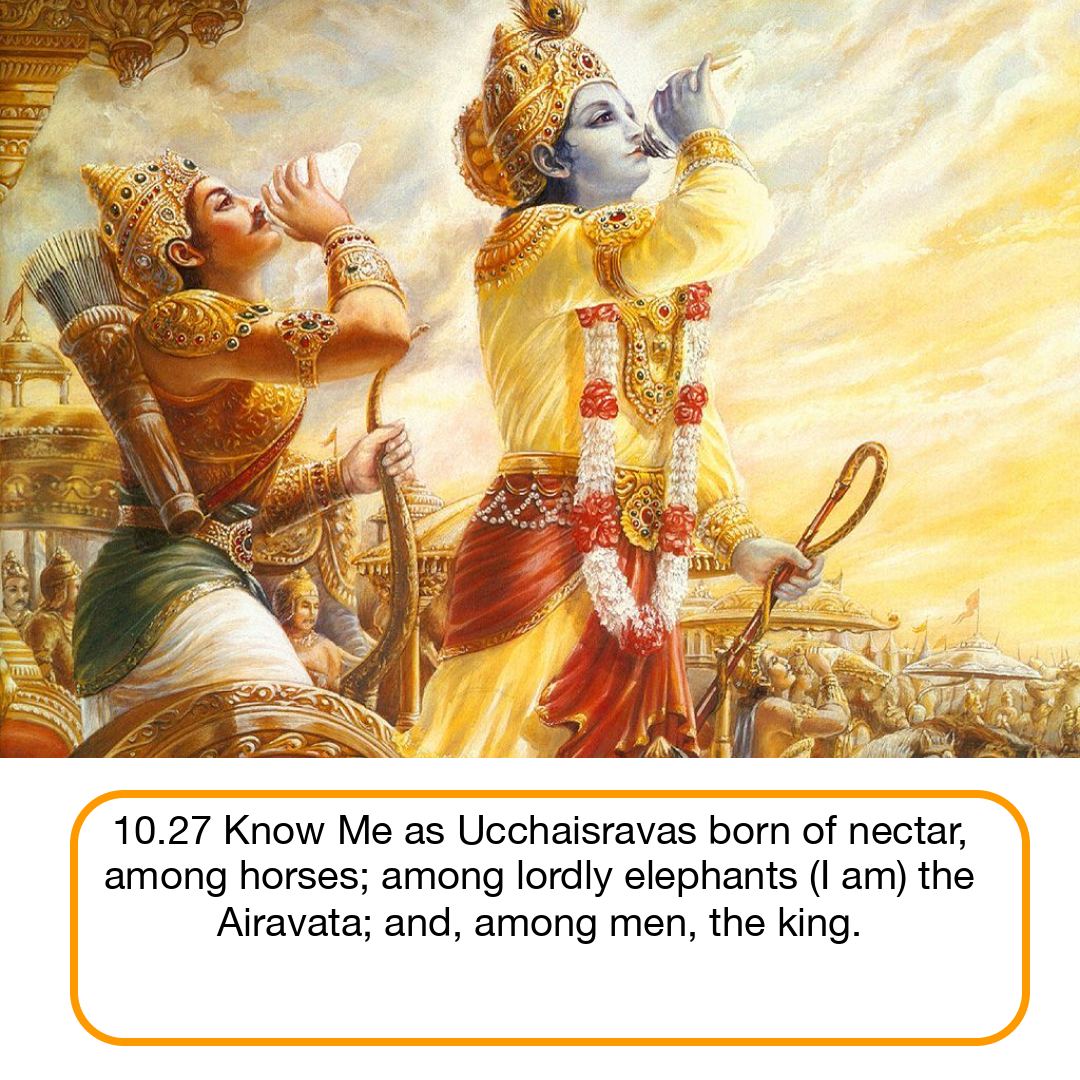 10.27 Know Me as Ucchaisravas born of nectar,
among horses; among lordly elephants (I am) the
Airavata; and, among men, the king.